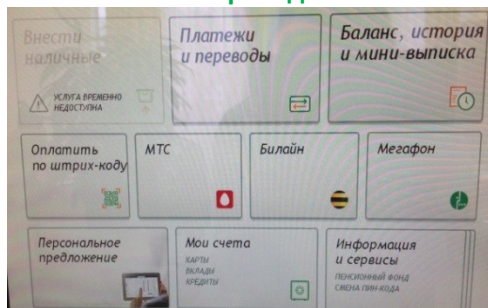 Внести
наличные
УСЛУГА ВРЕМЕННО
НЕДОСТУПНА
Платежи
и переводы
Баланс, история
и мини-выписка
Оплатить
по штрих-коду
МТС
Билайн
Мегафон
Персональное
предложение
Мои счета
КАРТЫ
ВКЛАДЫ
КРЕДИТЫ
Информация
и сервисы
ПЕНСИОННЫЙ ФОНД
СМЕНА ПИН-КОДА